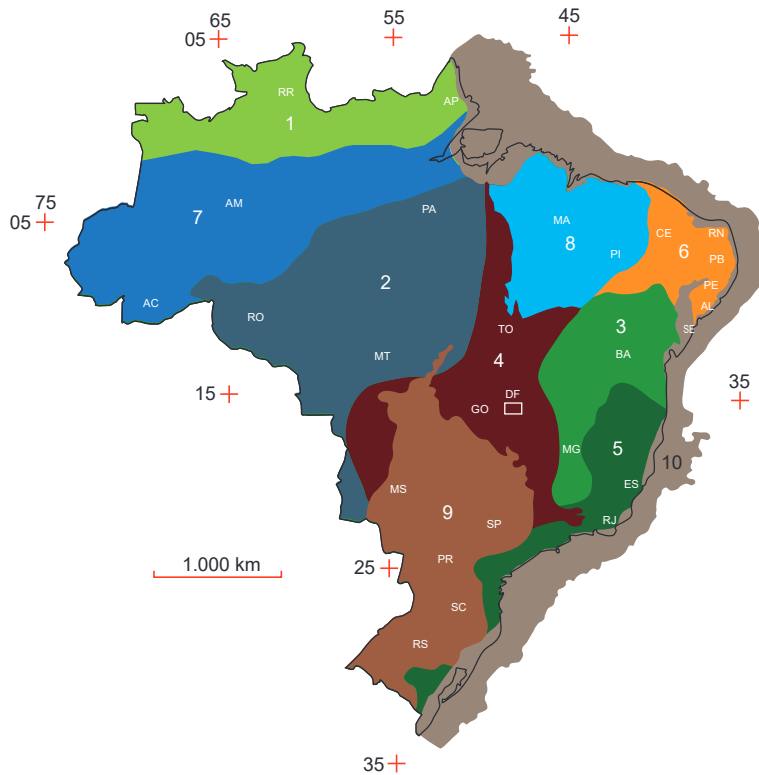 65
55
45
05
RR
AP
1
75
05
AM
PA
7
MA
CE
RN
8
6
PI
PB
2
PE
AC
AL
RO
TO
3
SE
MT
BA
4
15
DF
35
GO
MG
5
10
MS
ES
9
SP
RJ
PR
25
1.000 km
SC
RS
35